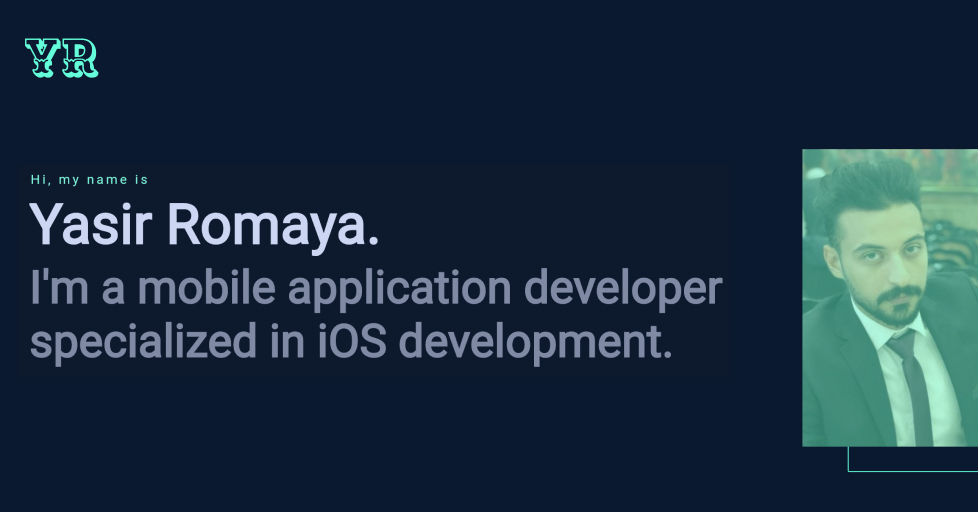 YR
Hi, my name is
Yasir Romaya.
I'm a mobile application developer
specialized in iOS development.